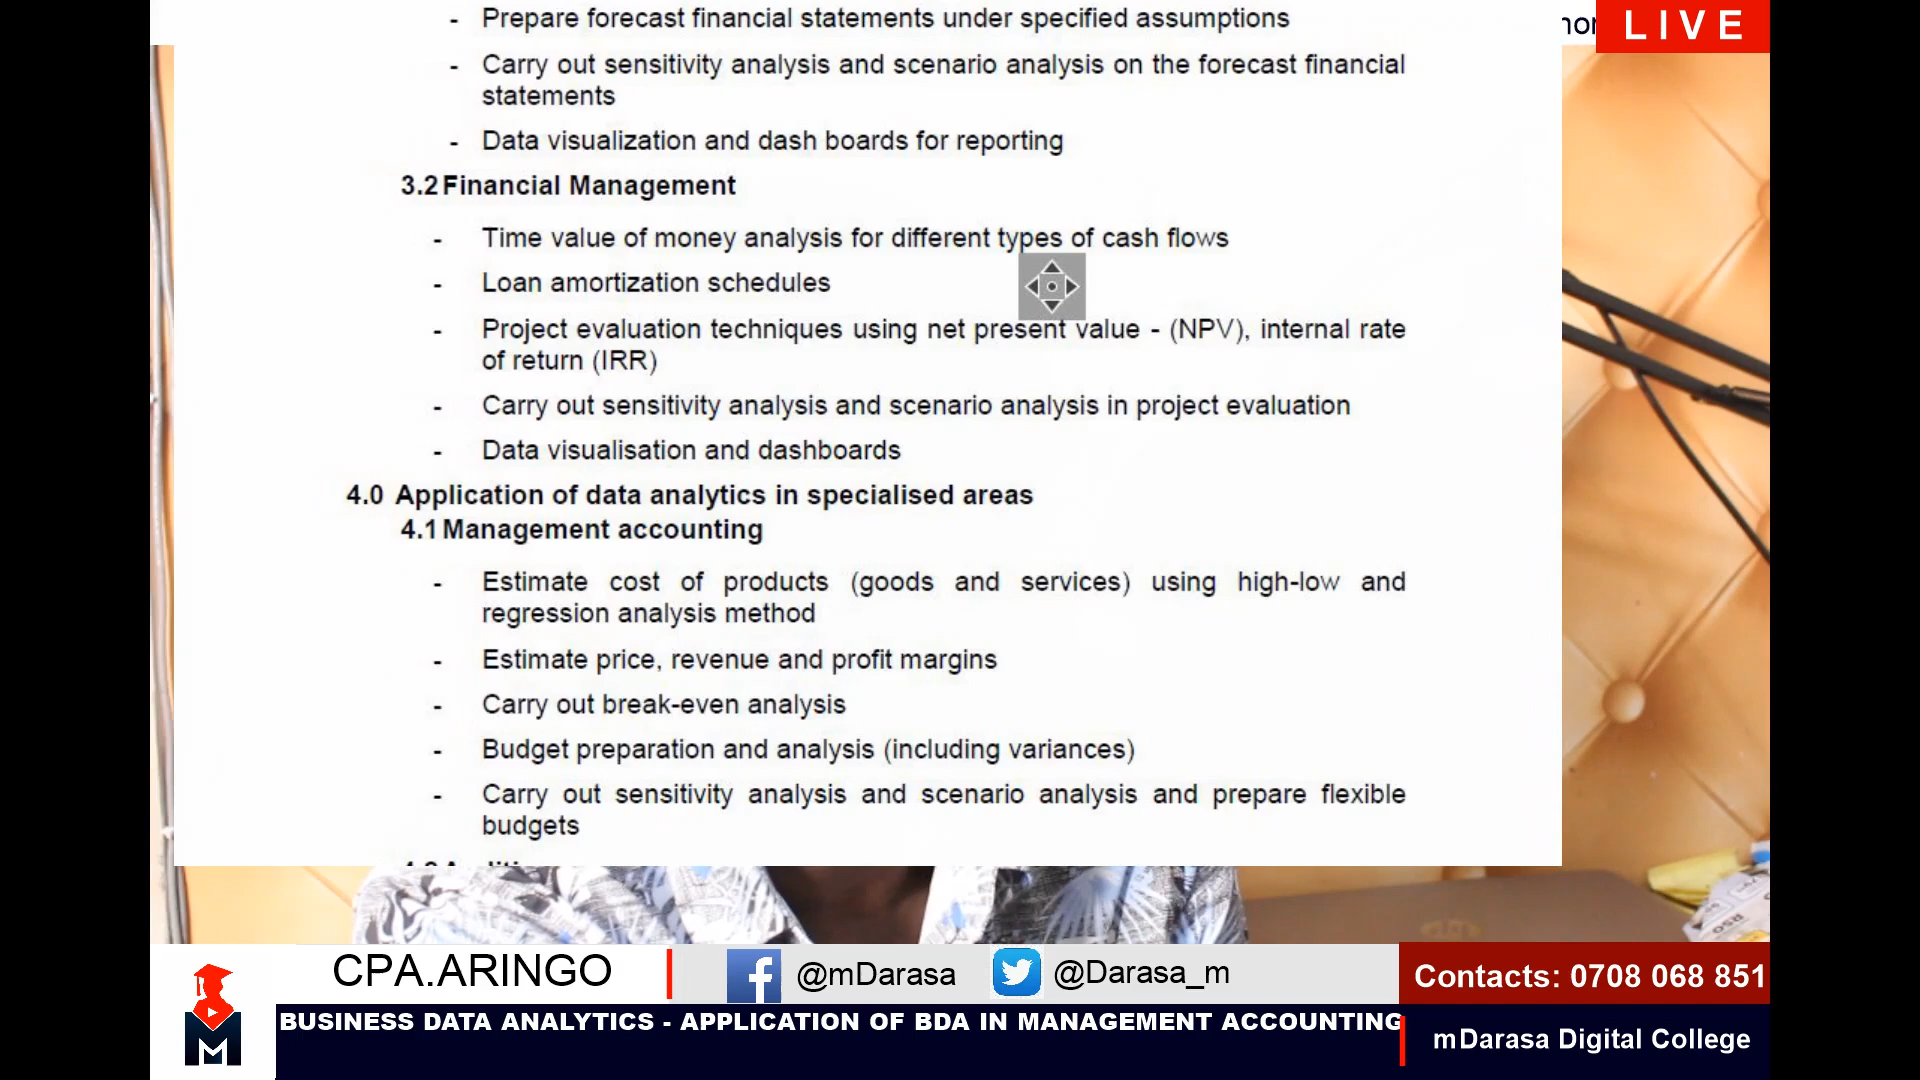 - Prepare forecast financial statements under specified assumptions
LIVE
- Carry out sensitivity analysis and scenario analysis on the forecast financial
statements
- Data visualization and dash boards for reporting
3.2 Financial Management
- Time value of money analysis for different types of cash flows
- Loan amortization schedules
- Project evaluation techniques using net present value - (NPV), internal rate
of return (IRR)
- Carry out sensitivity analysis and scenario analysis in project evaluation
- Data visualisation and dashboards
4.0 Application of data analytics in specialised areas
4.1 Management accounting
- Estimate cost of products (goods and services) using high-low and
regression analysis method
- Estimate price, revenue and profit margins
- Carry out break-even analysis
- Budget preparation and analysis (including variances)
- Carry out sensitivity analysis and scenario analysis and prepare flexible
budgets
CPA.ARINGO
@mDarasa
@Darasa_m
Contacts: 0708 068 851
BUSINESS DATA ANALYTICS - APPLICATION OF BDA IN MANAGEMENT ACCOUNTING
mDarasa Digital College
M